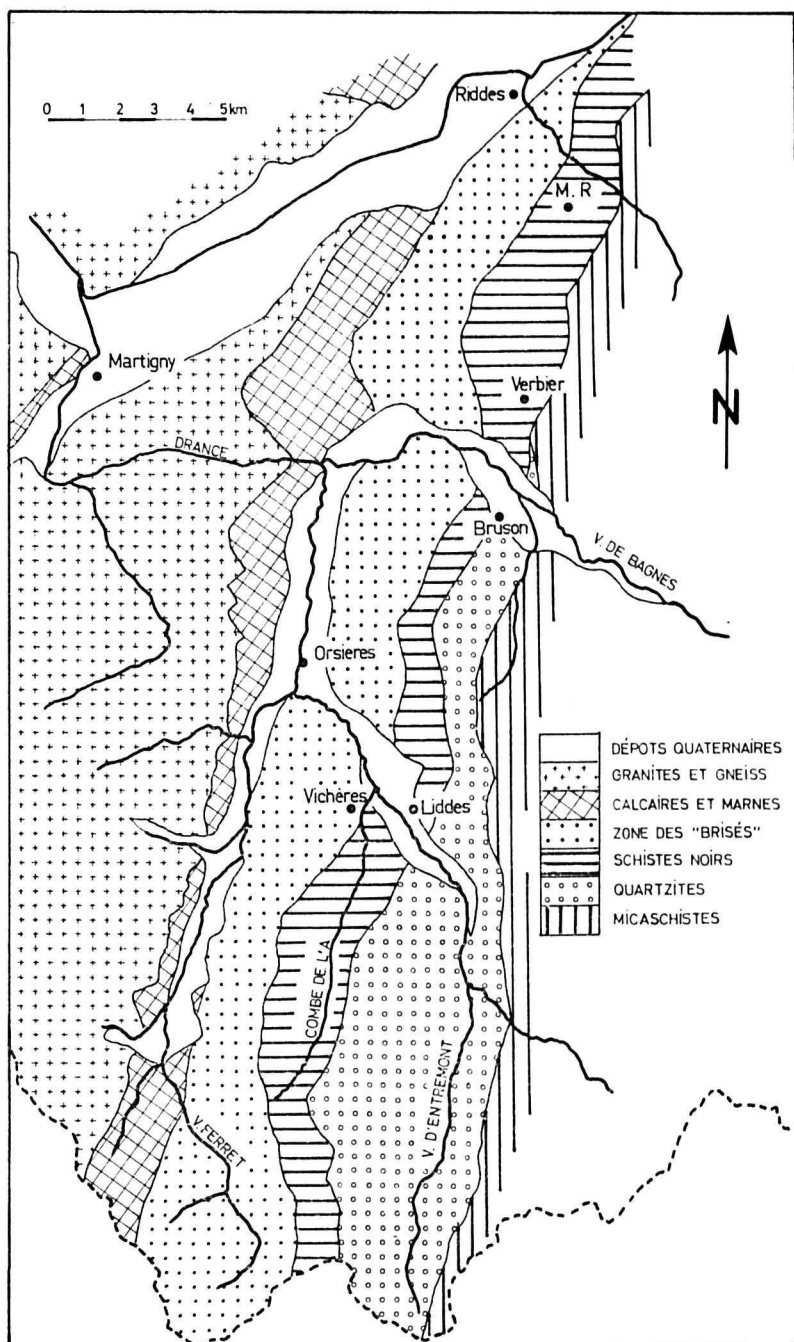 0 1 2 3 4 5km
Riddes
M. R
Martigny
Verbier
N
DRANCE
Bruson
V. DE BAGNES
Orsieres
Vichères
Liddes
DÉPOTS QUATERNAIRES
GRANITES ET GNEISS
CALCAIRES ET MARNES
ZONE DES "BRISÉS"
SCHISTES NOIRS
QUARTZITES
MICASCHISTES
COMBE DE L'A
V. D'ENTREMONT
V. FERRET